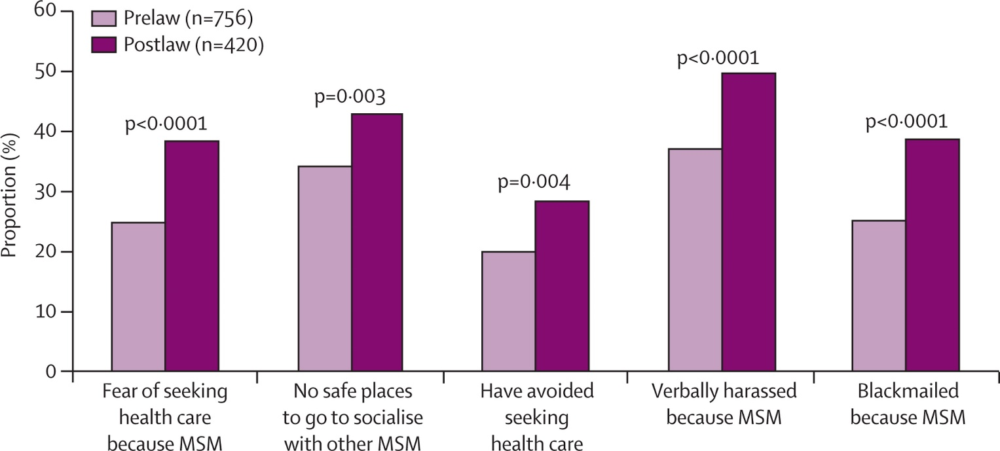 60
50
40
30
20
10
0
Proportion (%)
Prelaw (n=756)
Postlaw (n=420)
p<0·0001
p=0·003
p=0·004
p<0·0001
p<0·0001
Fear of seeking
health care
because MSM
No safe places
to go to socialise
with other MSM
Have avoided
seeking
health care
Verbally harassed
because MSM
Blackmailed
because MSM